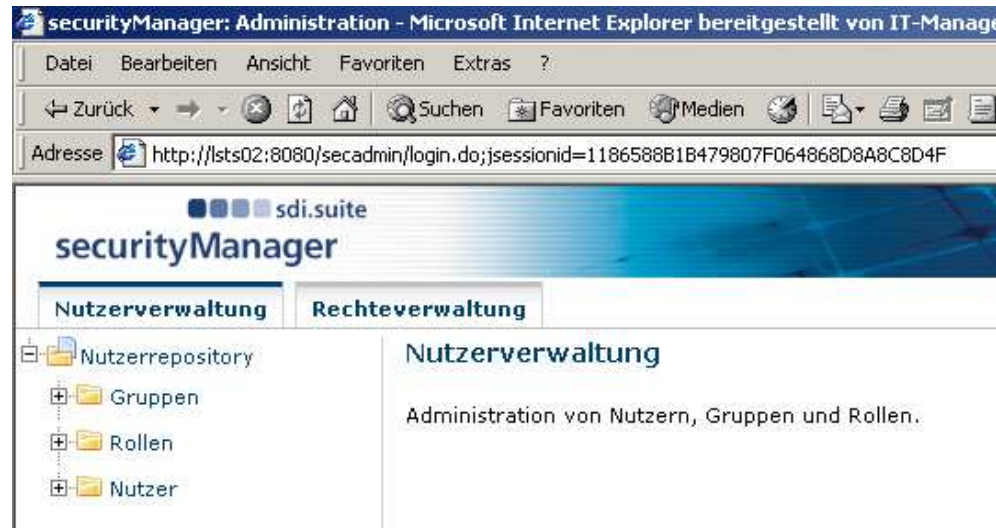 securityManager: Administration - Microsoft Internet Explorer bereitgestellt von IT-Manage
Datei Bearbeiten Ansicht Favoriten Extras ?
Zurück Suchen Favoriten Medien
Adresse http://lsts02:8080/secadmin/login.do;jsessionid=1186588B1B479807F064868D8A8C8D4F
sdi.suite
securityManager
Nutzerverwaltung Rechteverwaltung
Nutzerrepository
Gruppen
Rollen
Nutzer
Nutzerverwaltung
Administration von Nutzern, Gruppen und Rollen.